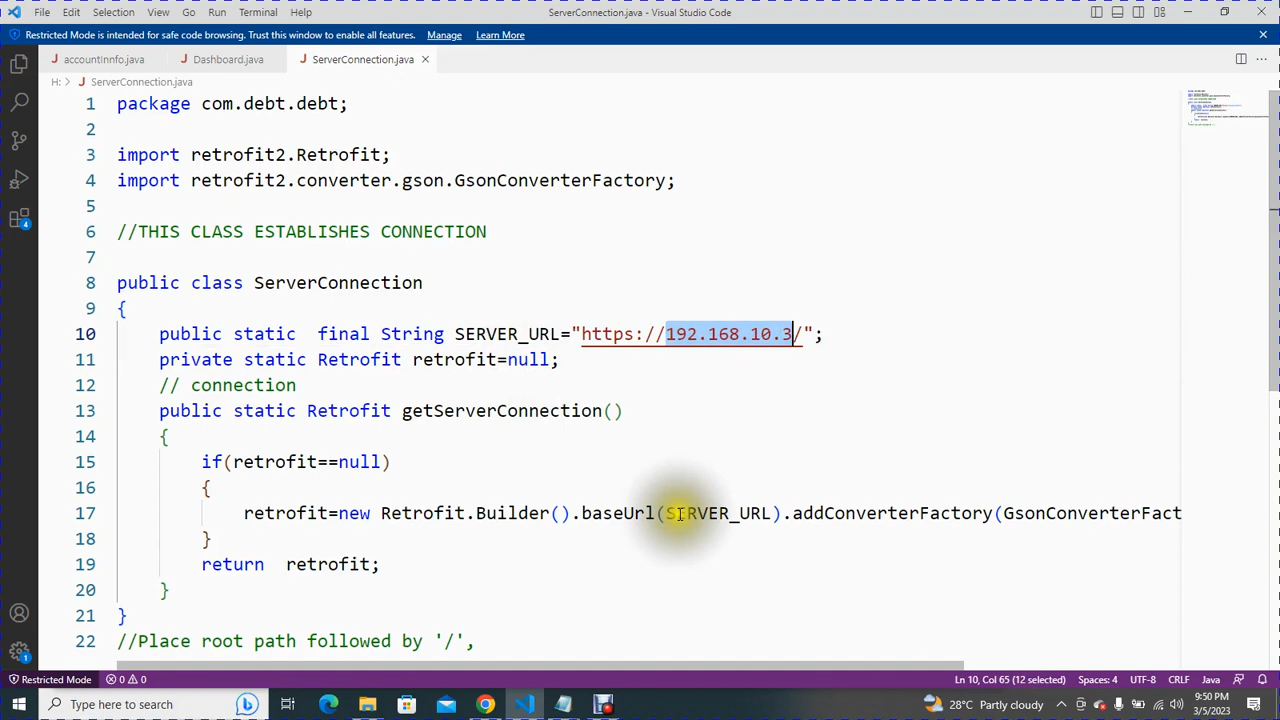 File Edit Selection View Go Run Terminal Help
ServerConnection.java - Visual Studio Code
Restricted Mode is intended for safe code browsing. Trust this window to enable all features. Manage Learn More
accountInnfo.java Dashboard.java ServerConnection.java
H: > ServerConnection.java
1 package com.debt.debt;
2
3 import retrofit2.Retrofit;
4 import retrofit2.converter.gson.GsonConverterFactory;
5
6 //THIS CLASS ESTABLISHES CONNECTION
7
8 public class ServerConnection
9 {
10 public static final String SERVER_URL="https://192.168.10.3/";
11 private static Retrofit retrofit=null;
12 // connection
13 public static Retrofit getServerConnection()
14 {
15 if(retrofit==null)
16 {
17 retrofit=new Retrofit.Builder().baseUrl(SERVER_URL).addConverterFactory(GsonConverterFact
18 }
19 return retrofit;
20 }
21 }
22 //Place root path followed by '/',
4
1
Restricted Mode 0 0 Ln 10, Col 65 (12 selected) Spaces: 4 UTF-8 CRLF Java
Type here to search
28°C Partly cloudy
9:50 PM
3/5/2023